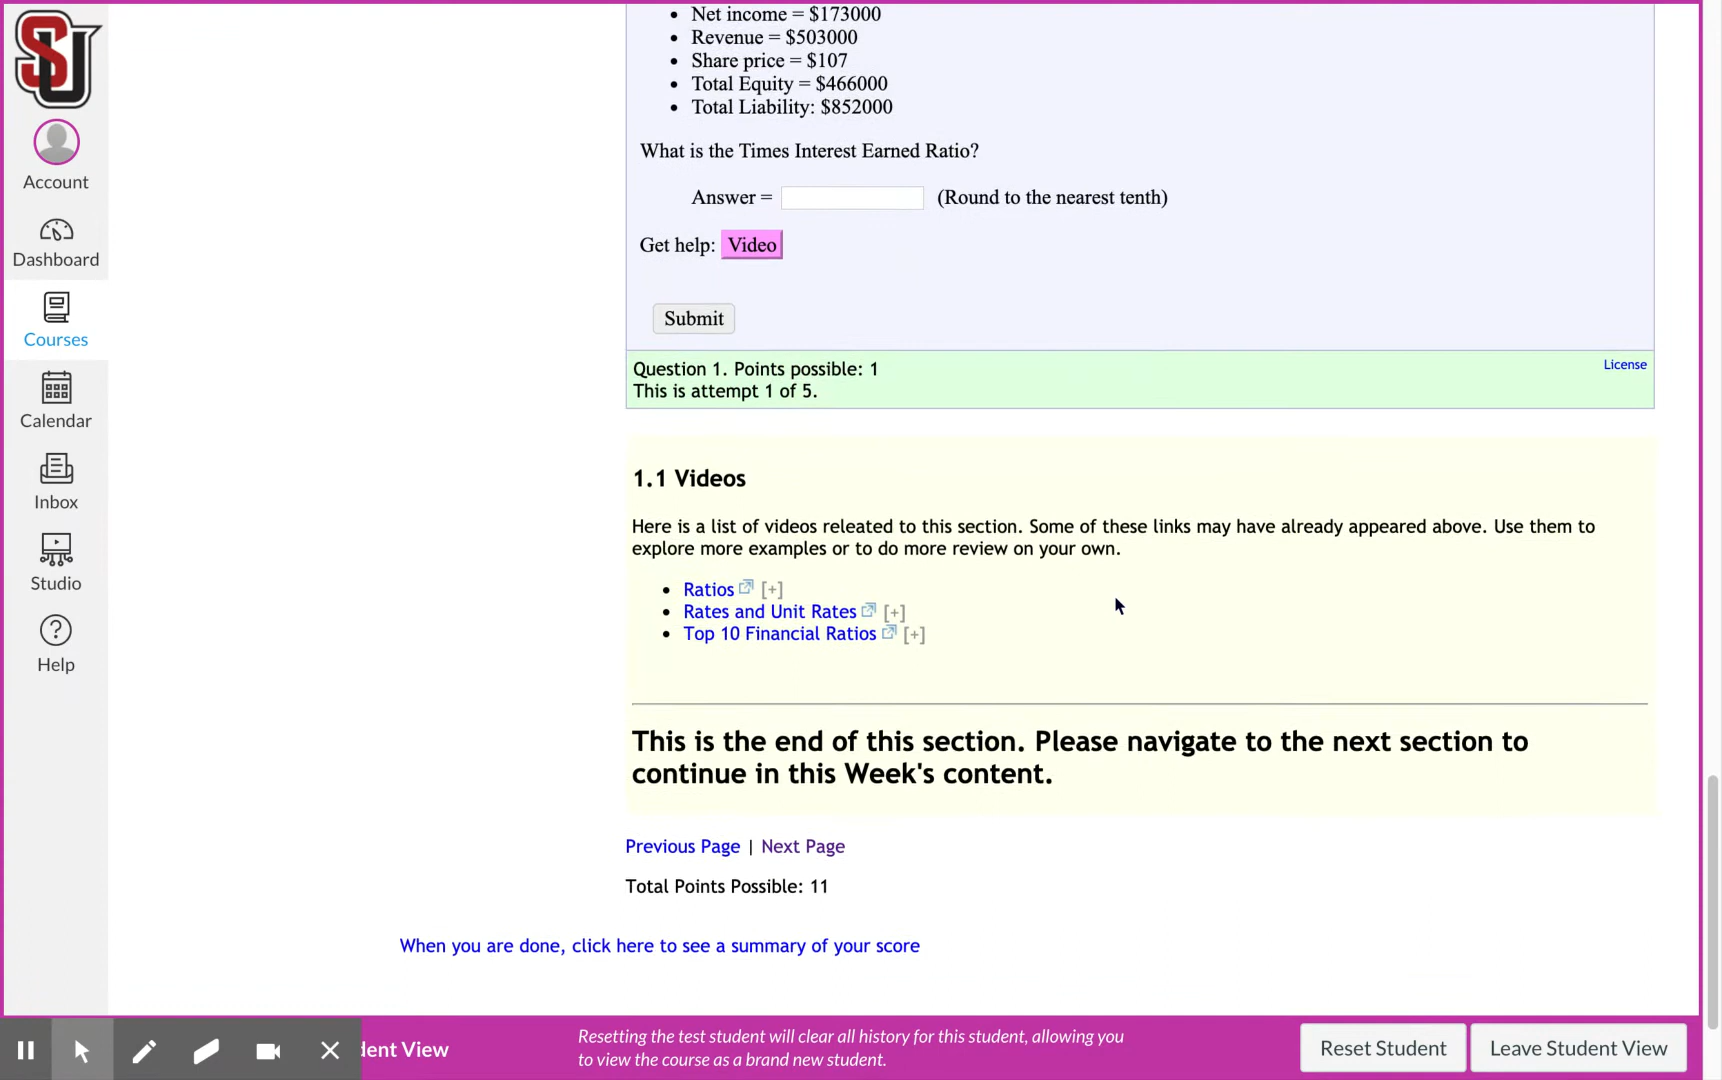 Net income = $173000
Revenue = $503000
Share price = $107
Total Equity = $466000
Total Liability: $852000
What is the Times Interest Earned Ratio?
Answer = (Round to the nearest tenth)
Get help: Video
Submit
Question 1. Points possible: 1
License
This is attempt 1 of 5.
SU
Account
Dashboard
Courses
Calendar
Inbox
Studio
Help
1.1 Videos
Here is a list of videos releated to this section. Some of these links may have already appeared above. Use them to
explore more examples or to do more review on your own.
Ratios [+]
Rates and Unit Rates [+]
Top 10 Financial Ratios [+]
This is the end of this section. Please navigate to the next section to
continue in this Week's content.
Previous Page | Next Page
Total Points Possible: 11
When you are done, click here to see a summary of your score
dent View
Resetting the test student will clear all history for this student, allowing you
to view the course as a brand new student.
Reset Student
Leave Student View